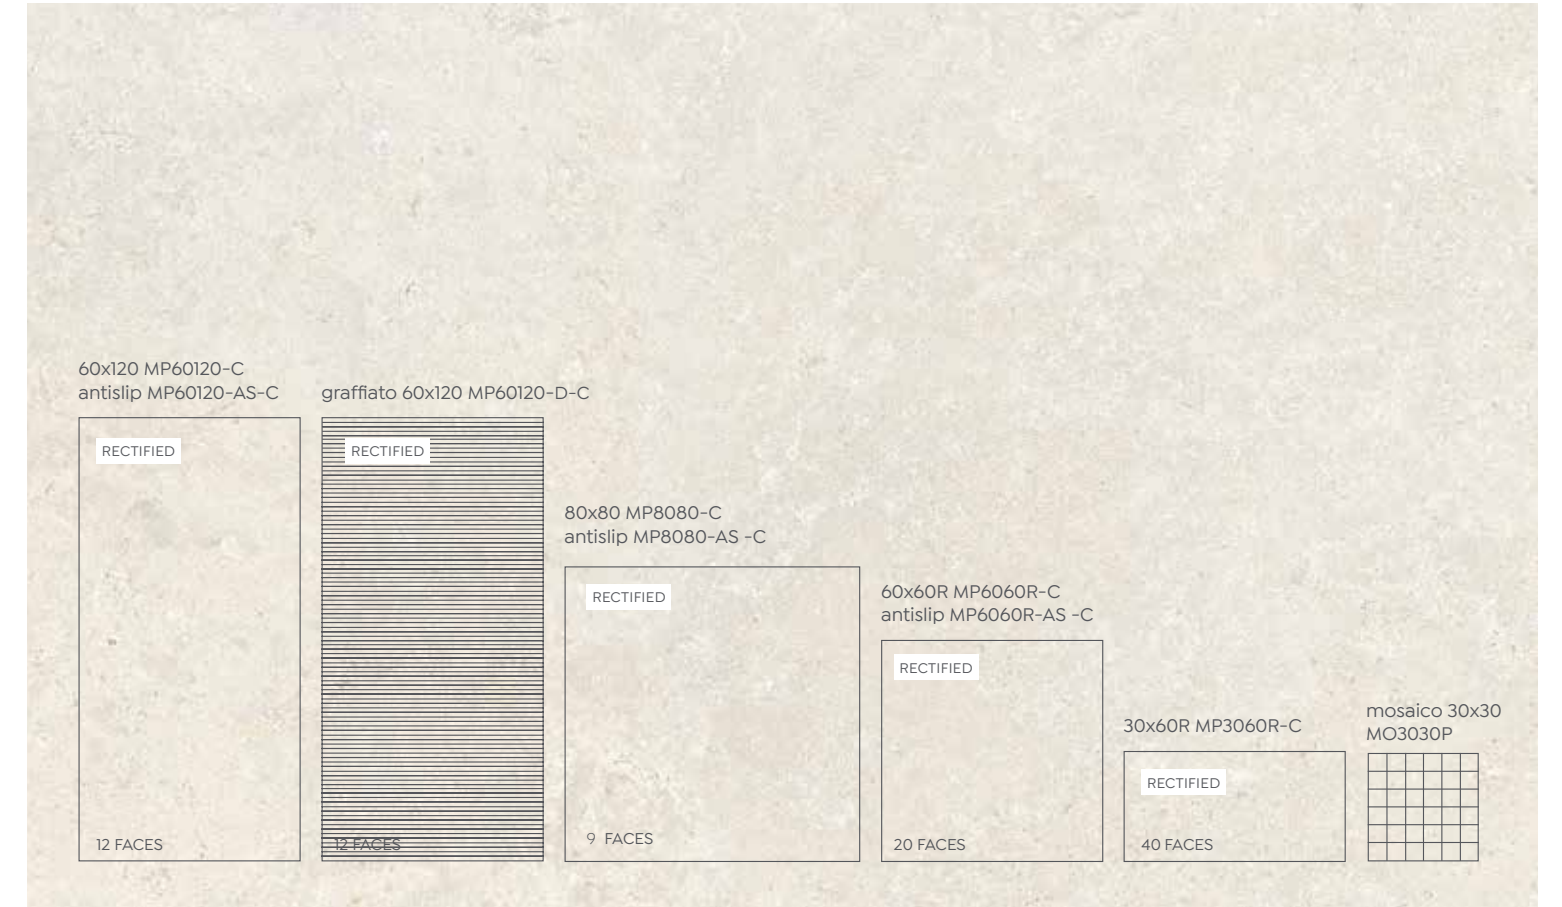 60x120 MP60120-C
antislip MP60120-AS-C
RECTIFIED
12 FACES
graffiato 60x120 MP60120-D-C
RECTIFIED
12 FACES
80x80 MP8080-C
antislip MP8080-AS -C
RECTIFIED
9 FACES
60x60R MP6060R-C
antislip MP6060R-AS -C
RECTIFIED
20 FACES
30x60R MP3060R-C
RECTIFIED
40 FACES
mosaico 30x30
MO3030P